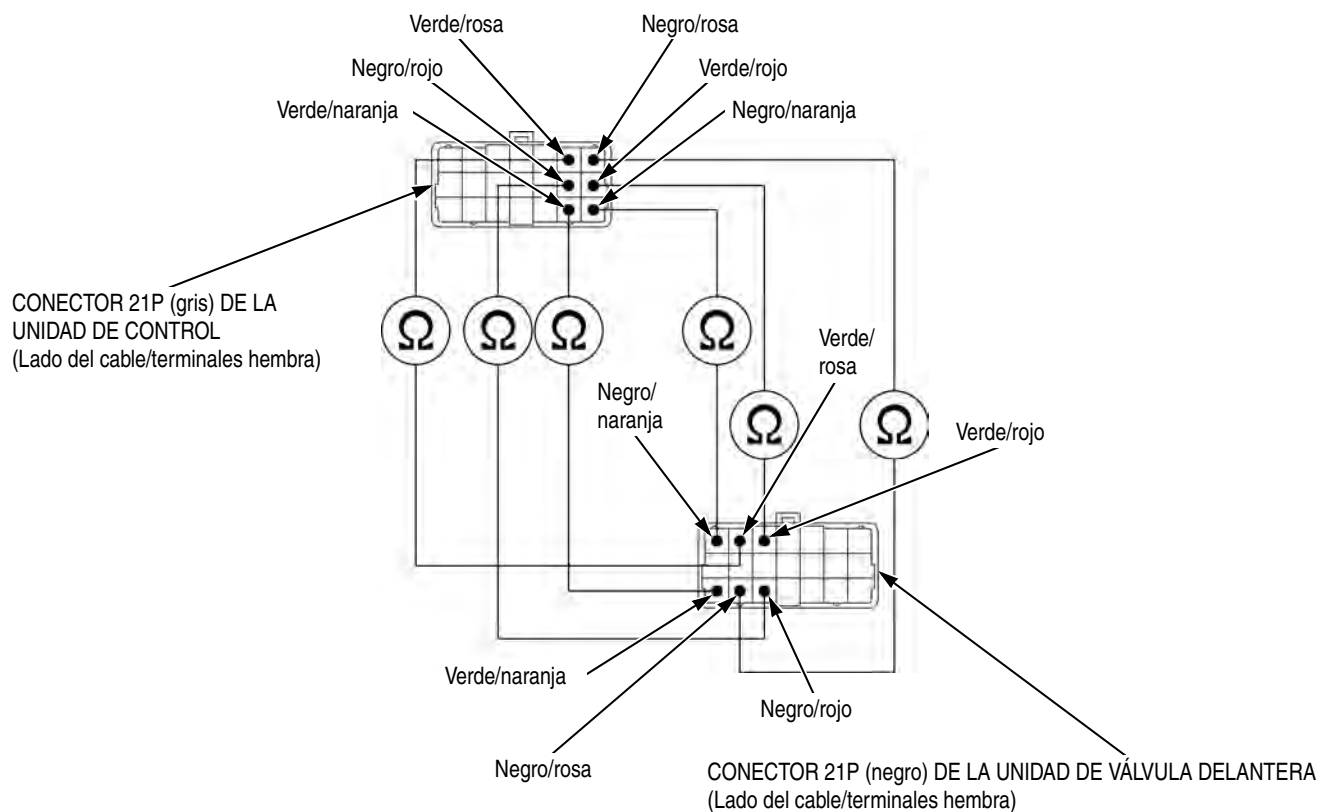 Verde/rosa
Negro/rosa
Negro/rojo
Verde/rojo
Verde/naranja
Negro/naranja
CONECTOR 21P (gris) DE LA
UNIDAD DE CONTROL
(Lado del cable/terminales hembra)
Ω
Ω
Ω
Ω
Verde/
rosa
Negro/
naranja
Ω
Ω
Verde/rojo
Verde/naranja
Negro/rojo
Negro/rosa
CONECTOR 21P (negro) DE LA UNIDAD DE VÁLVULA DELANTERA
(Lado del cable/terminales hembra)